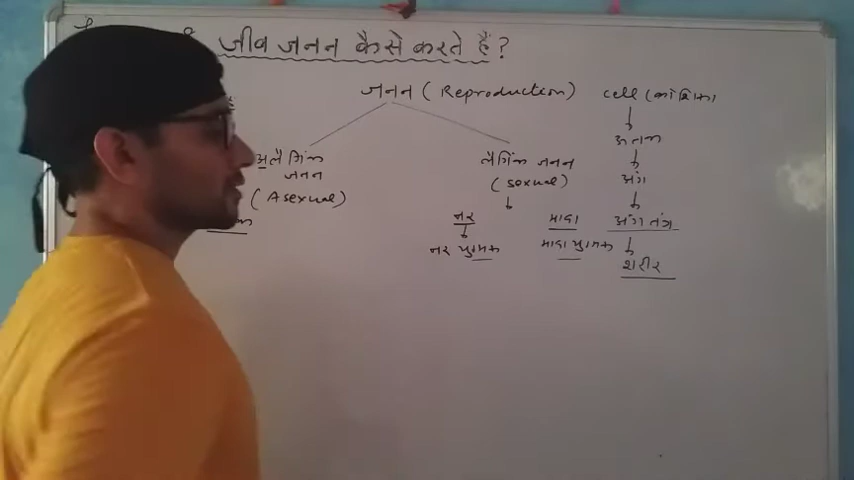 जीव जनन कैसे करते हैं?
जनन (Reproduction)
अलैंगिक
जनन
(Asexual)
लैंगिक जनन
(sexual)
नर
मादा
नर युग्मक
मादा युग्मक
cell (कोशिका)
ऊतक
अंग
अंग तंत्र
शरीर